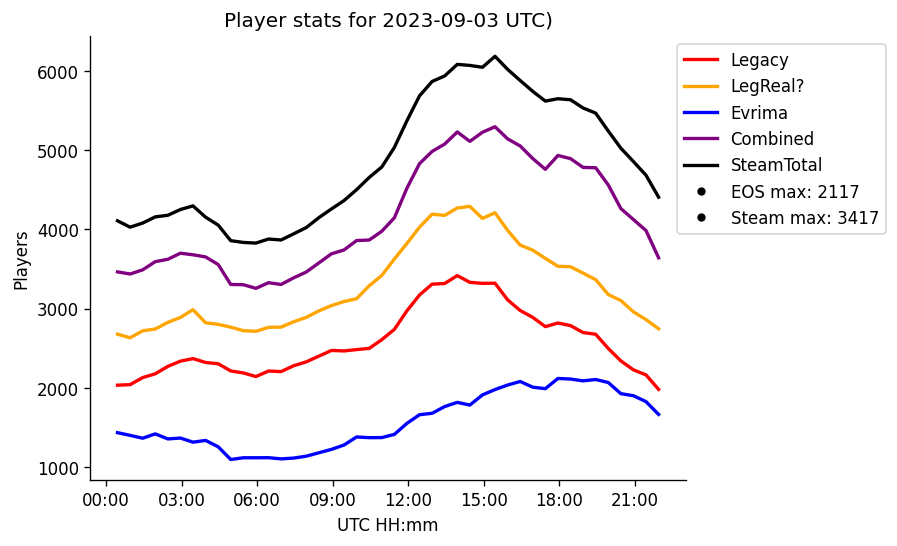 Player stats for 2023-09-03 UTC)
Legacy
LegReal?
Evrima
Combined
SteamTotal
EOS max: 2117
Steam max: 3417
Players
6000
5000
4000
3000
2000
1000
00:00 03:00 06:00 09:00 12:00 15:00 18:00 21:00
UTC HH:mm